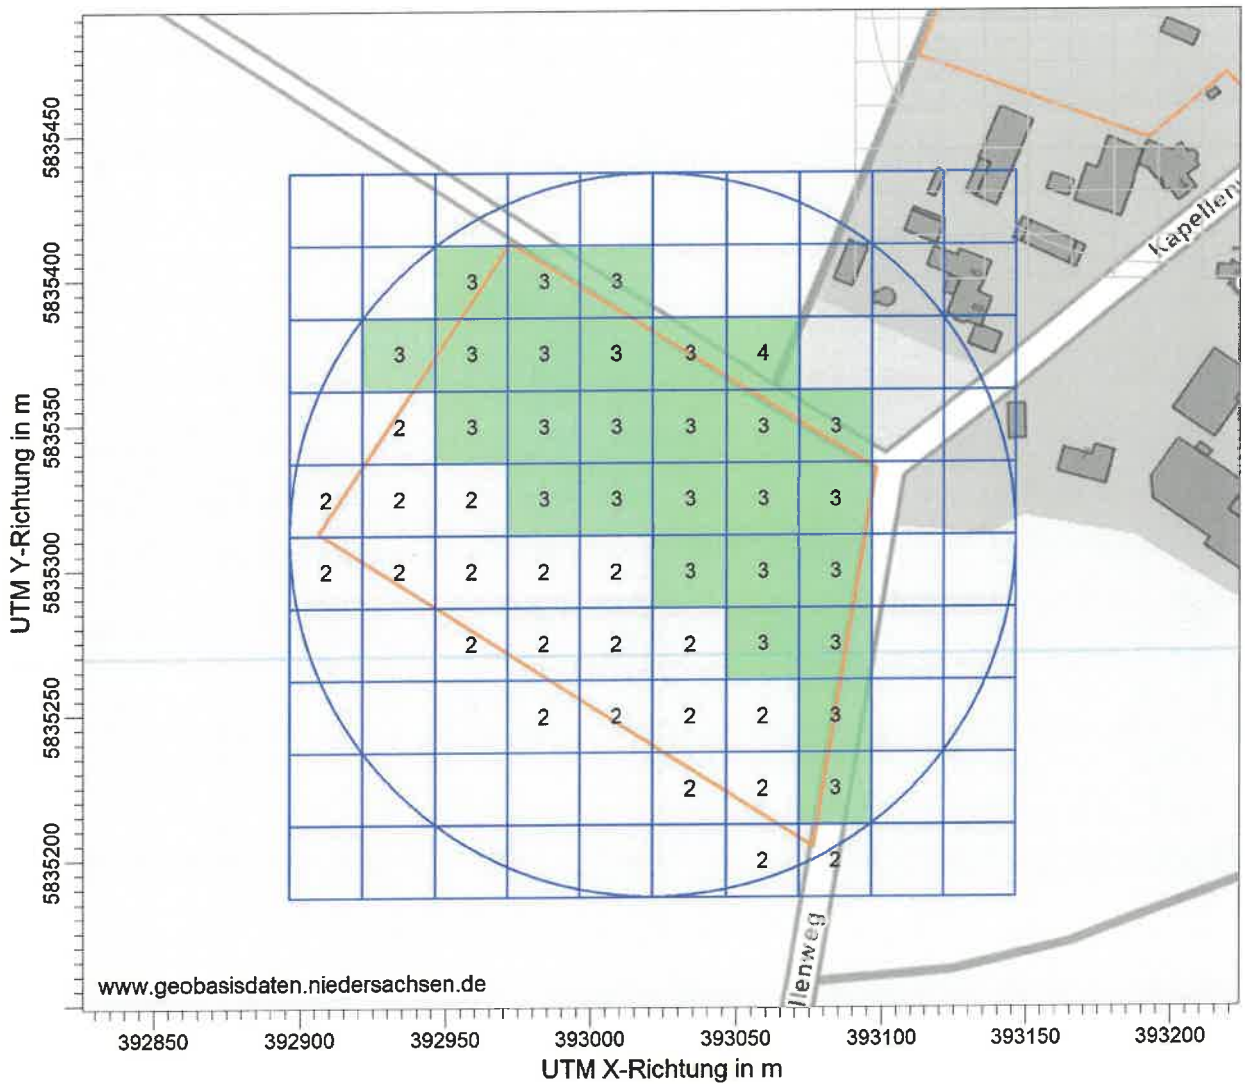 Kapellen
5835450
5835400
5835350
5835300
5835250
5835200
UTM Y-Richtung in m
3 3 3
3 3 3 3 3 4
2 3 3 3 3 3 3
2 2 2 3 3 3 3 3
2 2 2 2 2 3 3 3
2 2 2 2 3 3
2 2 2 2 3
2 2 3
2 2
llenweg
www.geobasisdaten.niedersachsen.de
392850 392900 392950 393000 393050 393100 393150 393200
UTM X-Richtung in m